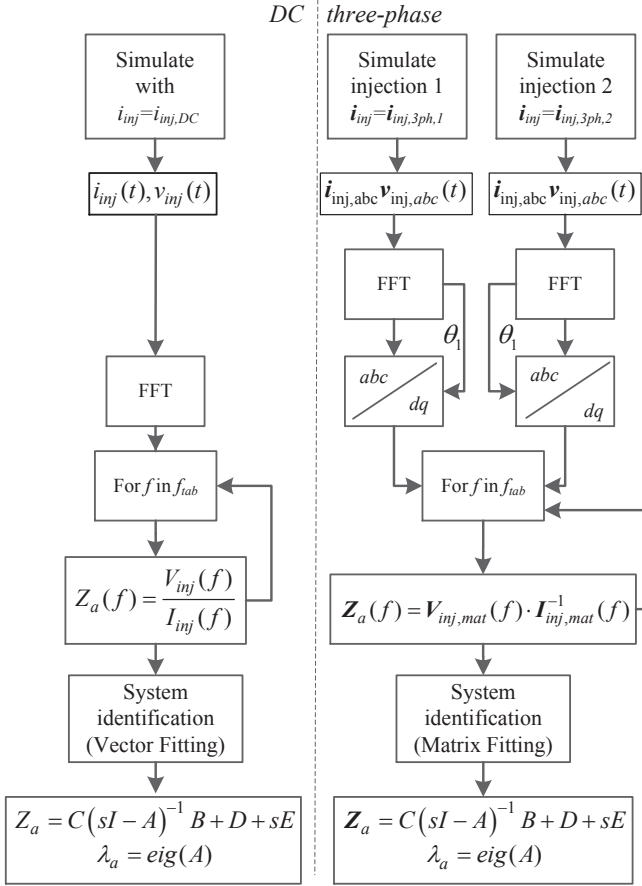 DC three-phase
Simulate
with
i_inj=i_inj,DC
i_inj(t),v_inj(t)
FFT
For f in f_tab
Z_a(f) = V_inj(f) / I_inj(f)
System
identification
(Vector Fitting)
Z_a = C(sI − A)^−1 B + D + sE
λ_a = eig(A)
Simulate
injection 1
i_inj=i_inj,3ph,1
i_inj,abc v_inj,abc(t)
FFT
θ_1
abc
dq
Simulate
injection 2
i_inj=i_inj,3ph,2
i_inj,abc v_inj,abc(t)
FFT
θ_1
abc
dq
For f in f_tab
Z_a(f) = V_inj,mat(f) · I_inj,mat^−1(f)
System
identification
(Matrix Fitting)
Z_a = C(sI − A)^−1 B + D + sE
λ_a = eig(A)